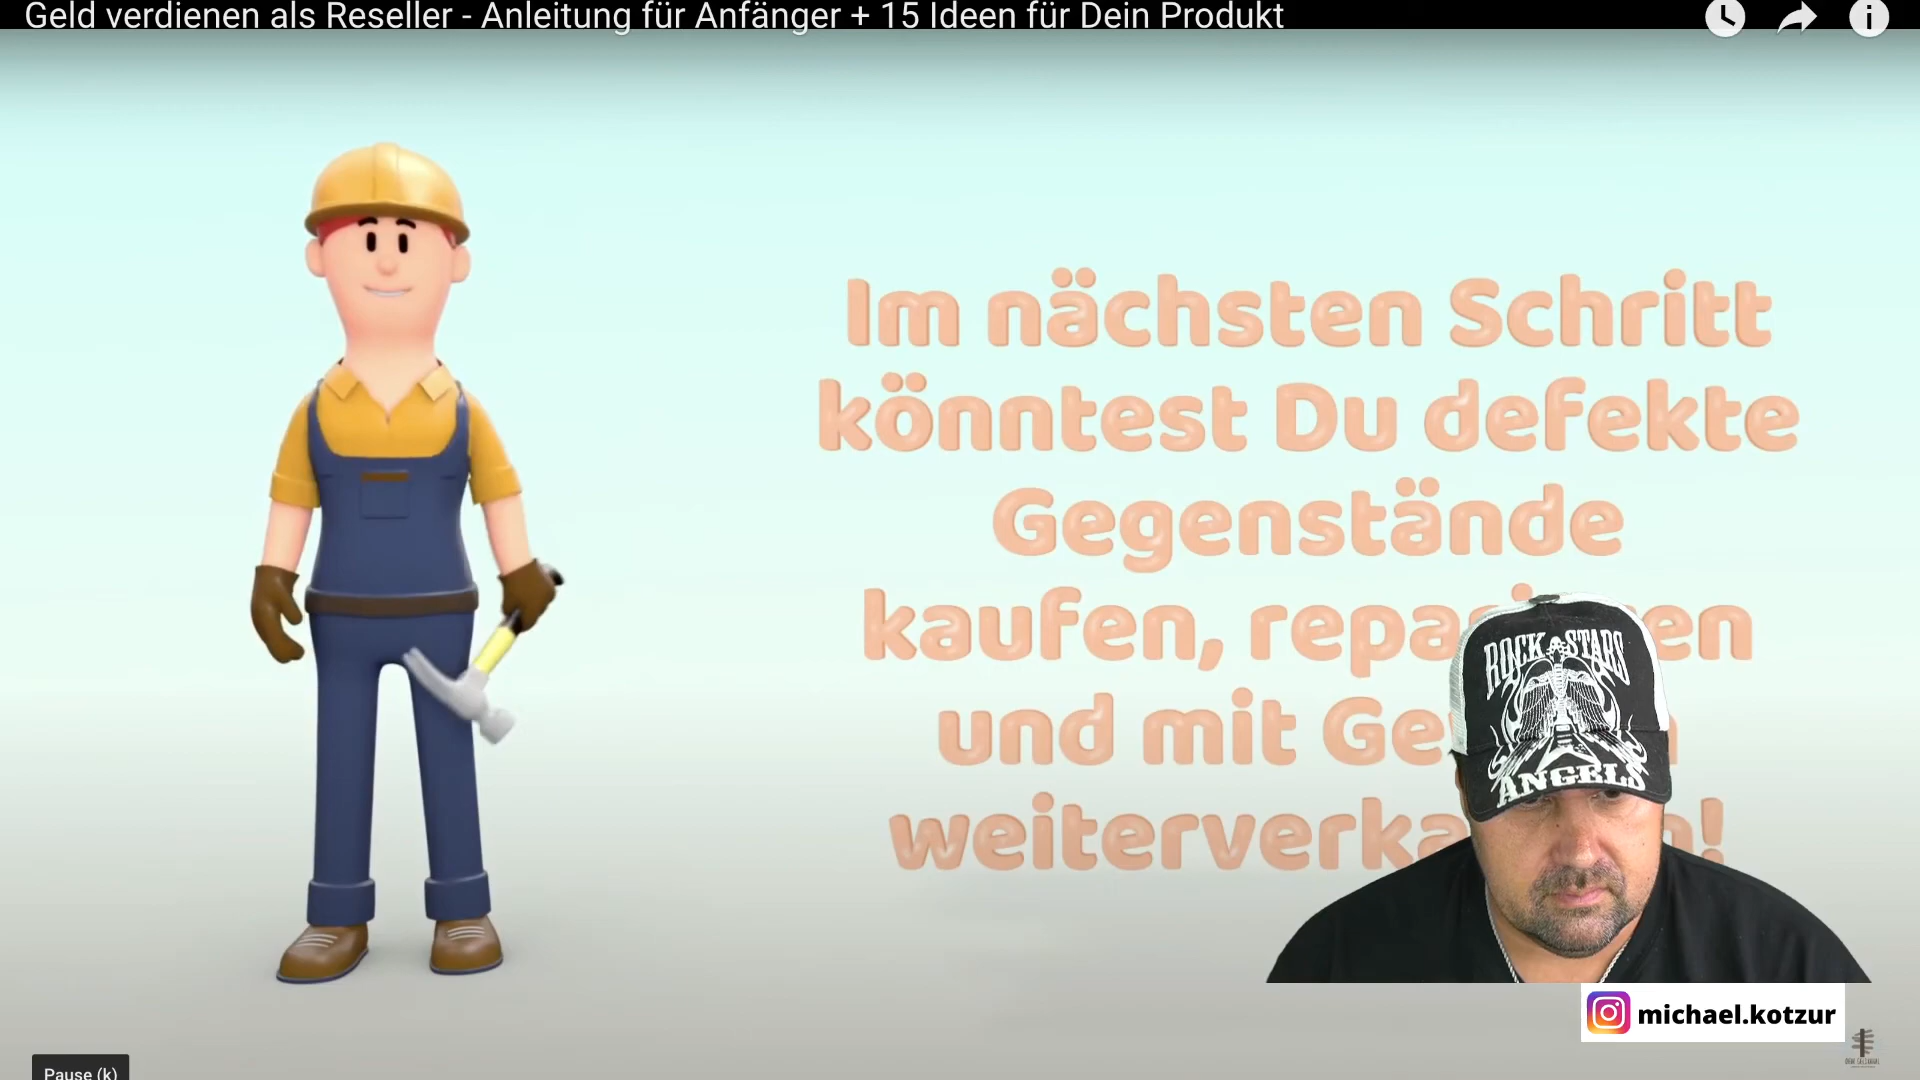 Geld verdienen als Reseller - Anleitung für Anfänger + 15 Ideen für Dein Produkt
Im nächsten Schritt
könntest Du defekte
Gegenstände
kaufen,
und mit
ROCK STARS
ANGELS
michael.kotzur
Pause (k)